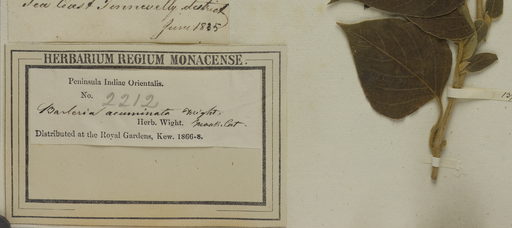 Sea Coast Tinnevelly district
June 1835
HERBARIUM REGIUM MONACENSE.
Peninsula Indiae Orientalis.
No. 2212
Barleria acuminata Wight.
Herb. Wight.
Distributed at the Royal Gardens, Kew. 1866-8.